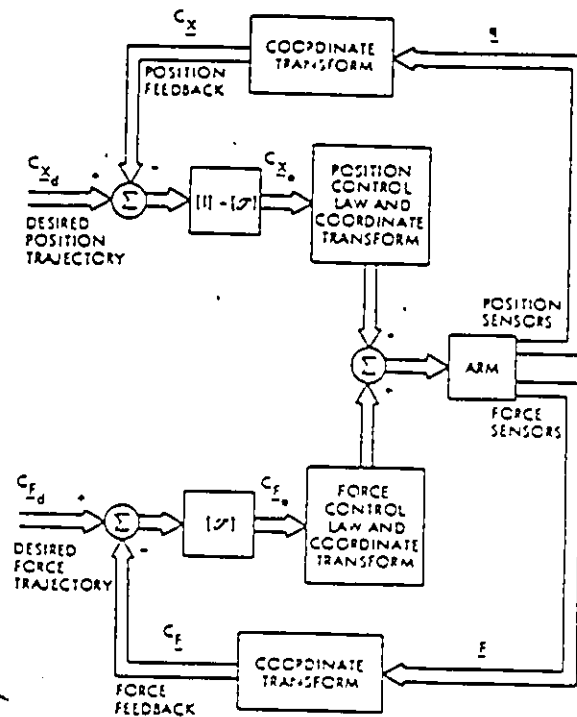 C_X
COORDINATE
TRANSFORM
q
POSITION
FEEDBACK
C_X_d
+
-
Σ
DESIRED
POSITION
TRAJECTORY
[I] - [𝒮]
C_X_e
POSITION
CONTROL
LAW AND
COORDINATE
TRANSFORM
+
Σ
+
ARM
POSITION
SENSORS
FORCE
SENSORS
C_F_d
+
Σ
-
DESIRED
FORCE
TRAJECTORY
[𝒮]
C_F_e
FORCE
CONTROL
LAW AND
COORDINATE
TRANSFORM
C_F
FORCE
FEEDBACK
COORDINATE
TRANSFORM
F